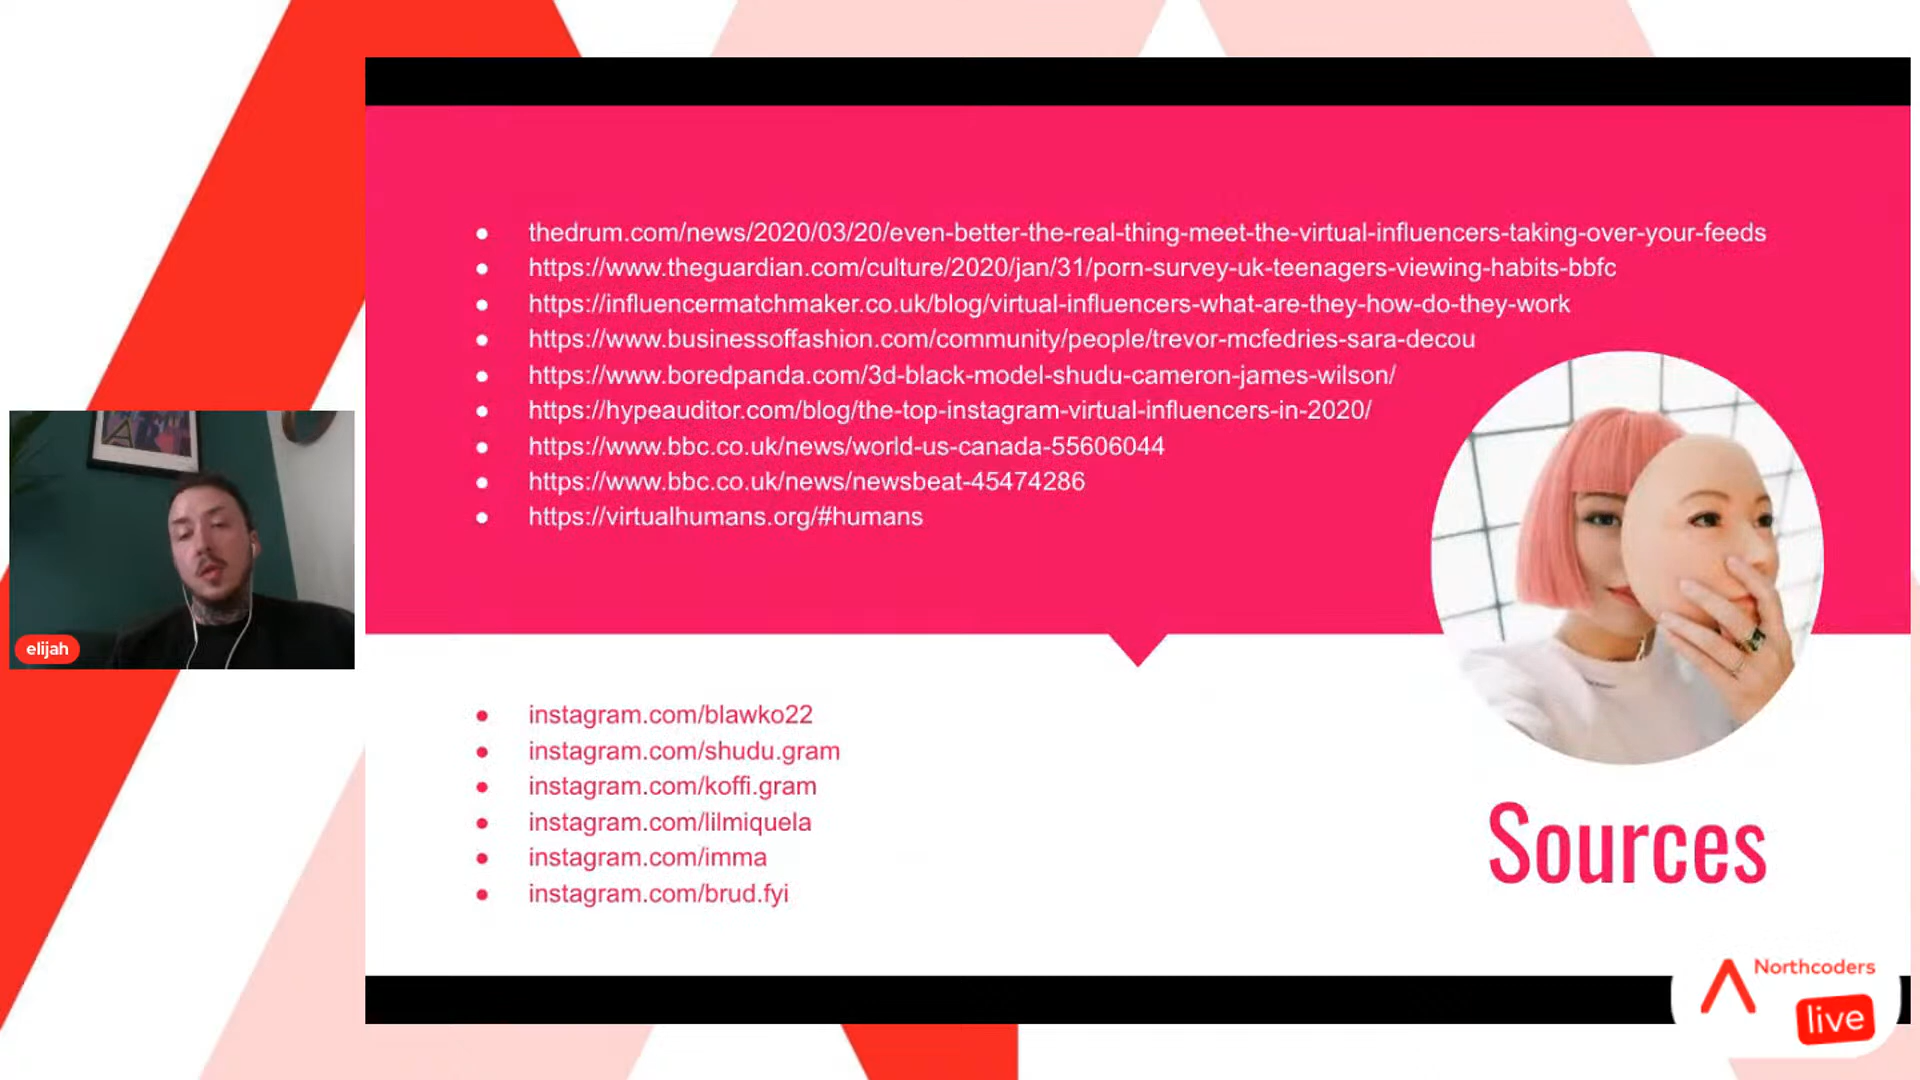 thedrum.com/news/2020/03/20/even-better-the-real-thing-meet-the-virtual-influencers-taking-over-your-feeds
https://www.theguardian.com/culture/2020/jan/31/porn-survey-uk-teenagers-viewing-habits-bbfc
https://influencermatchmaker.co.uk/blog/virtual-influencers-what-are-they-how-do-they-work
https://www.businessoffashion.com/community/people/trevor-mcfedries-sara-decou
https://www.boredpanda.com/3d-black-model-shudu-cameron-james-wilson/
https://hypeauditor.com/blog/the-top-instagram-virtual-influencers-in-2020/
https://www.bbc.co.uk/news/world-us-canada-55606044
https://www.bbc.co.uk/news/newsbeat-45474286
https://virtualhumans.org/#humans
elijah
instagram.com/blawko22
instagram.com/shudu.gram
instagram.com/koffi.gram
instagram.com/lilmiquela
instagram.com/imma
instagram.com/brud.fyi
Sources
Northcoders
live